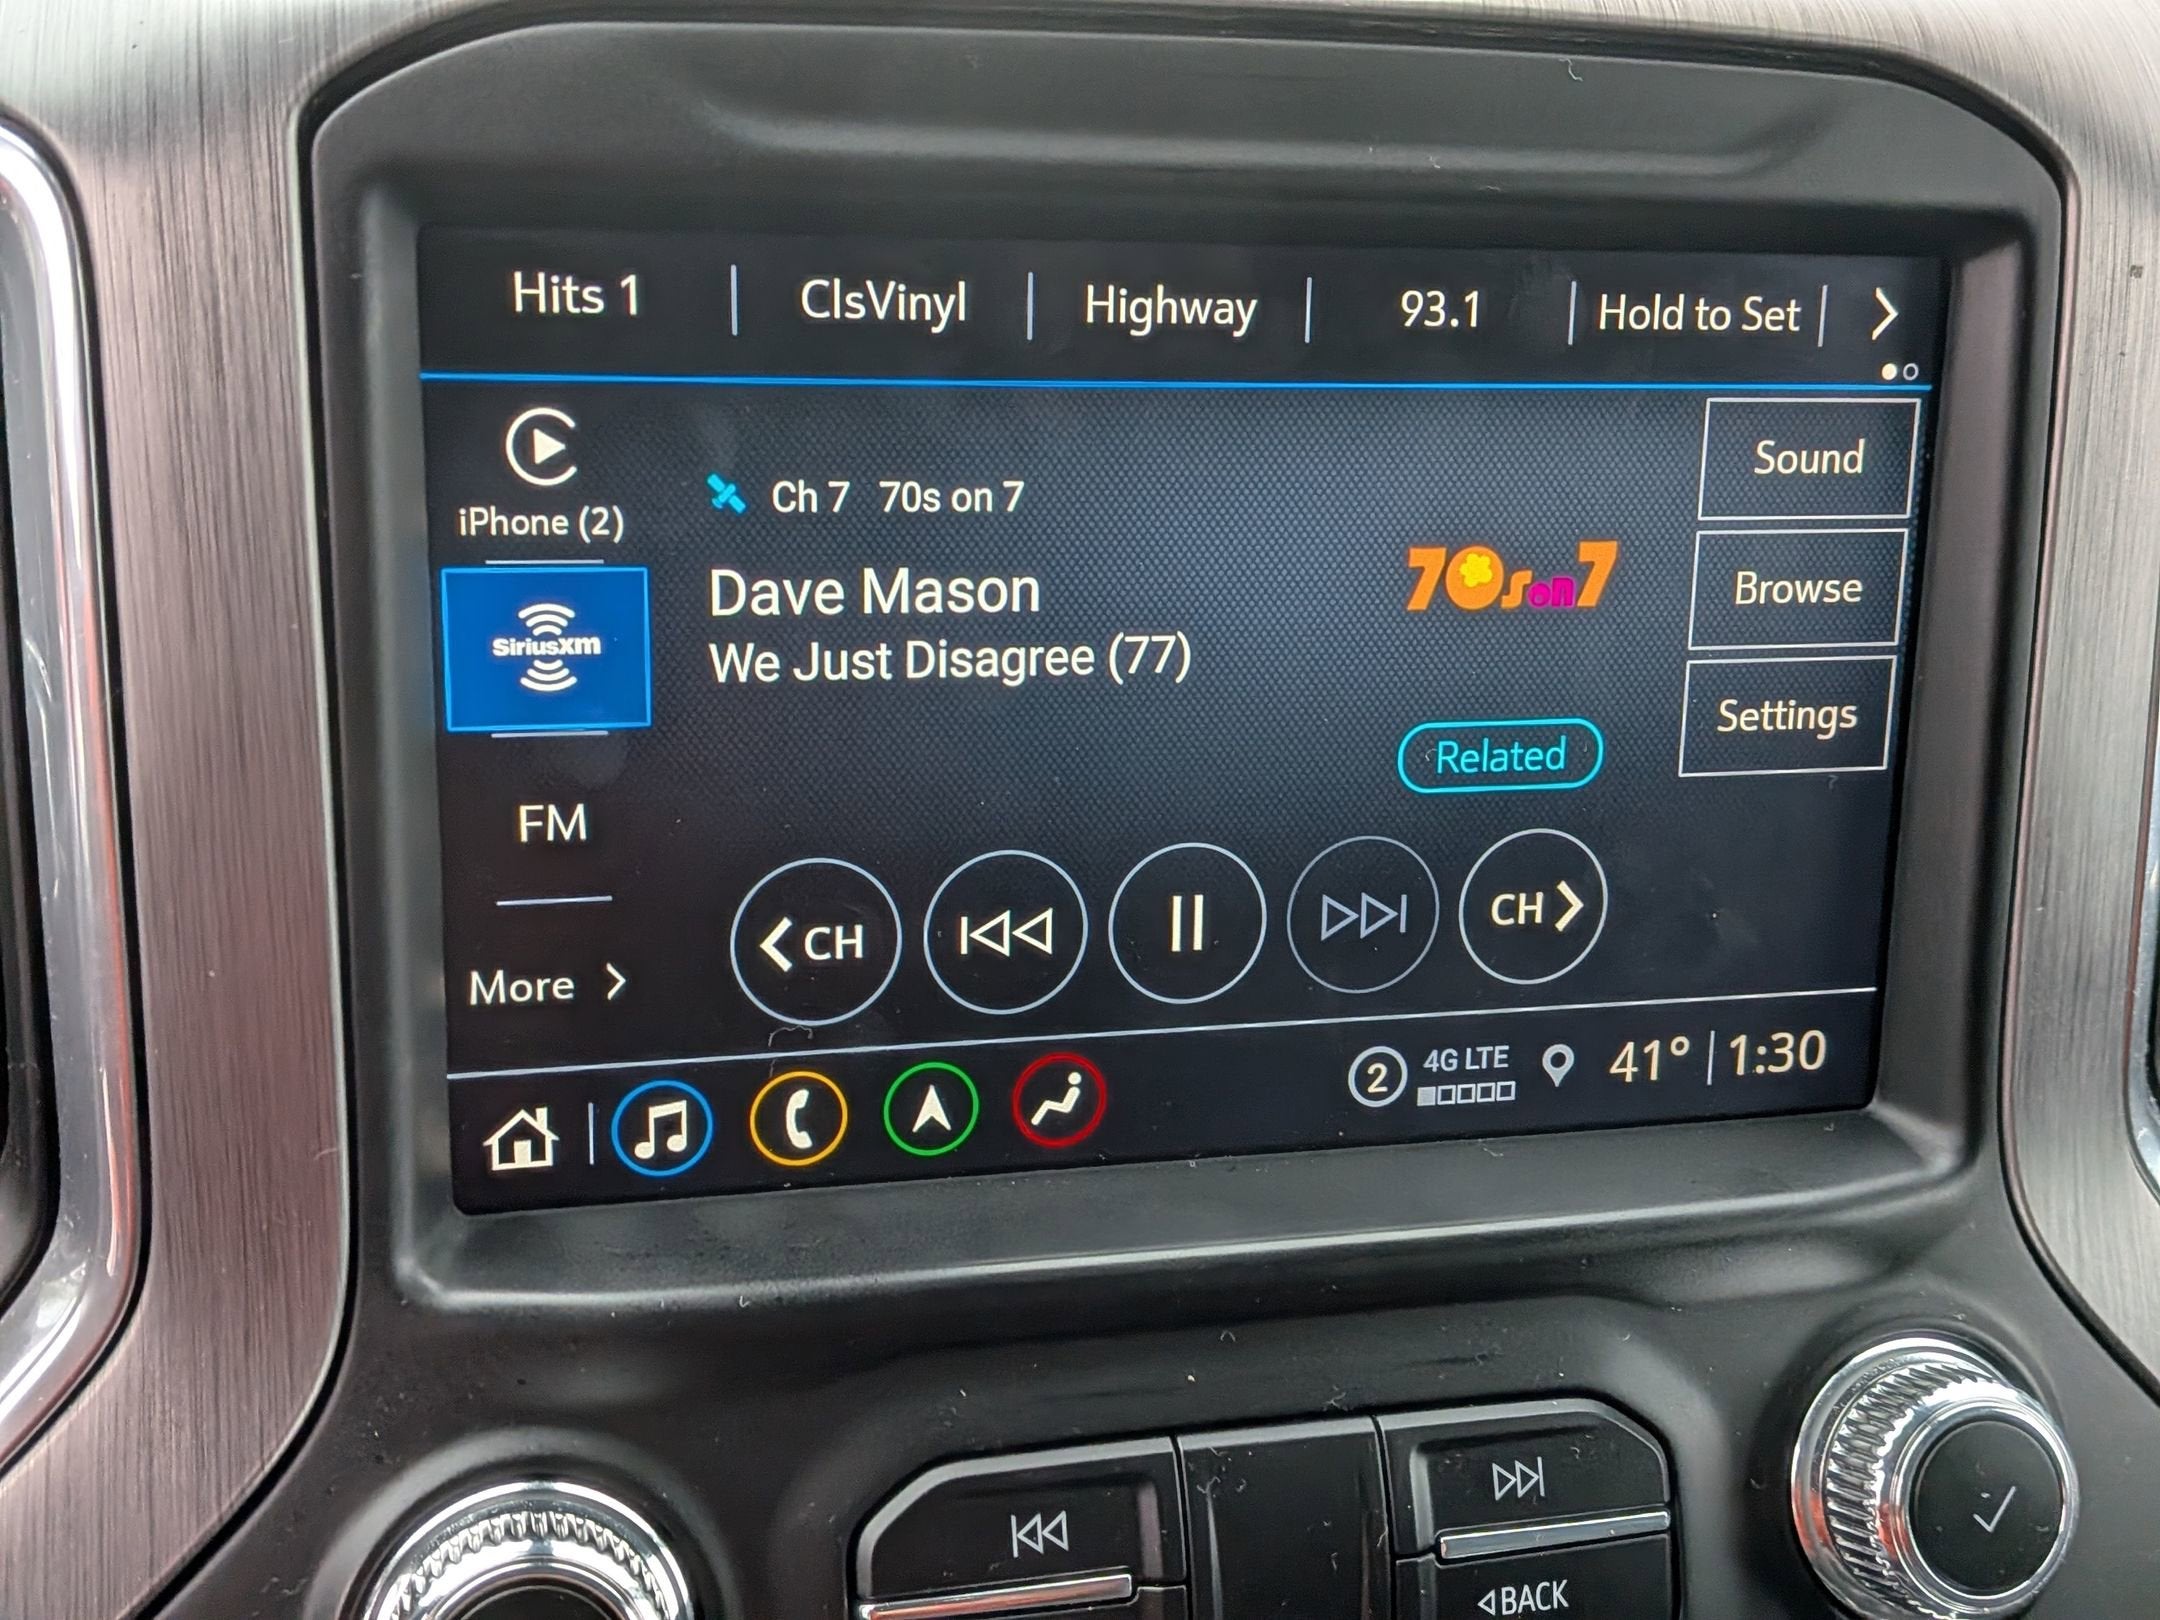 Hits 1 | ClsVinyl | Highway | 93.1 | Hold to Set |
iPhone (2)
SiriusXm
FM
More
Ch 7 70s on 7
Dave Mason
We Just Disagree (77)
70s on 7
Related
Sound
Browse
Settings
CH
CH
2 4G LTE 41° | 1:30
BACK